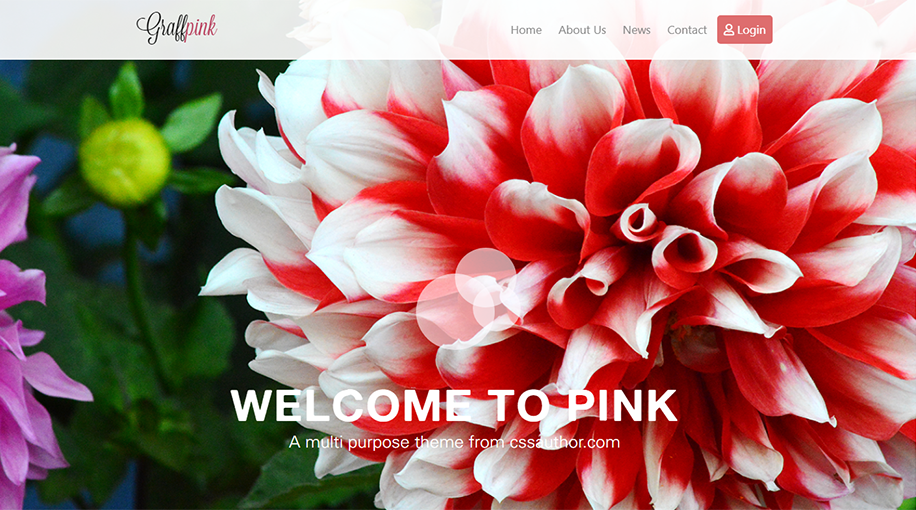 Graffpink
Home About Us News Contact Login
WELCOME TO PINK
A multi purpose theme from cssauthor.com